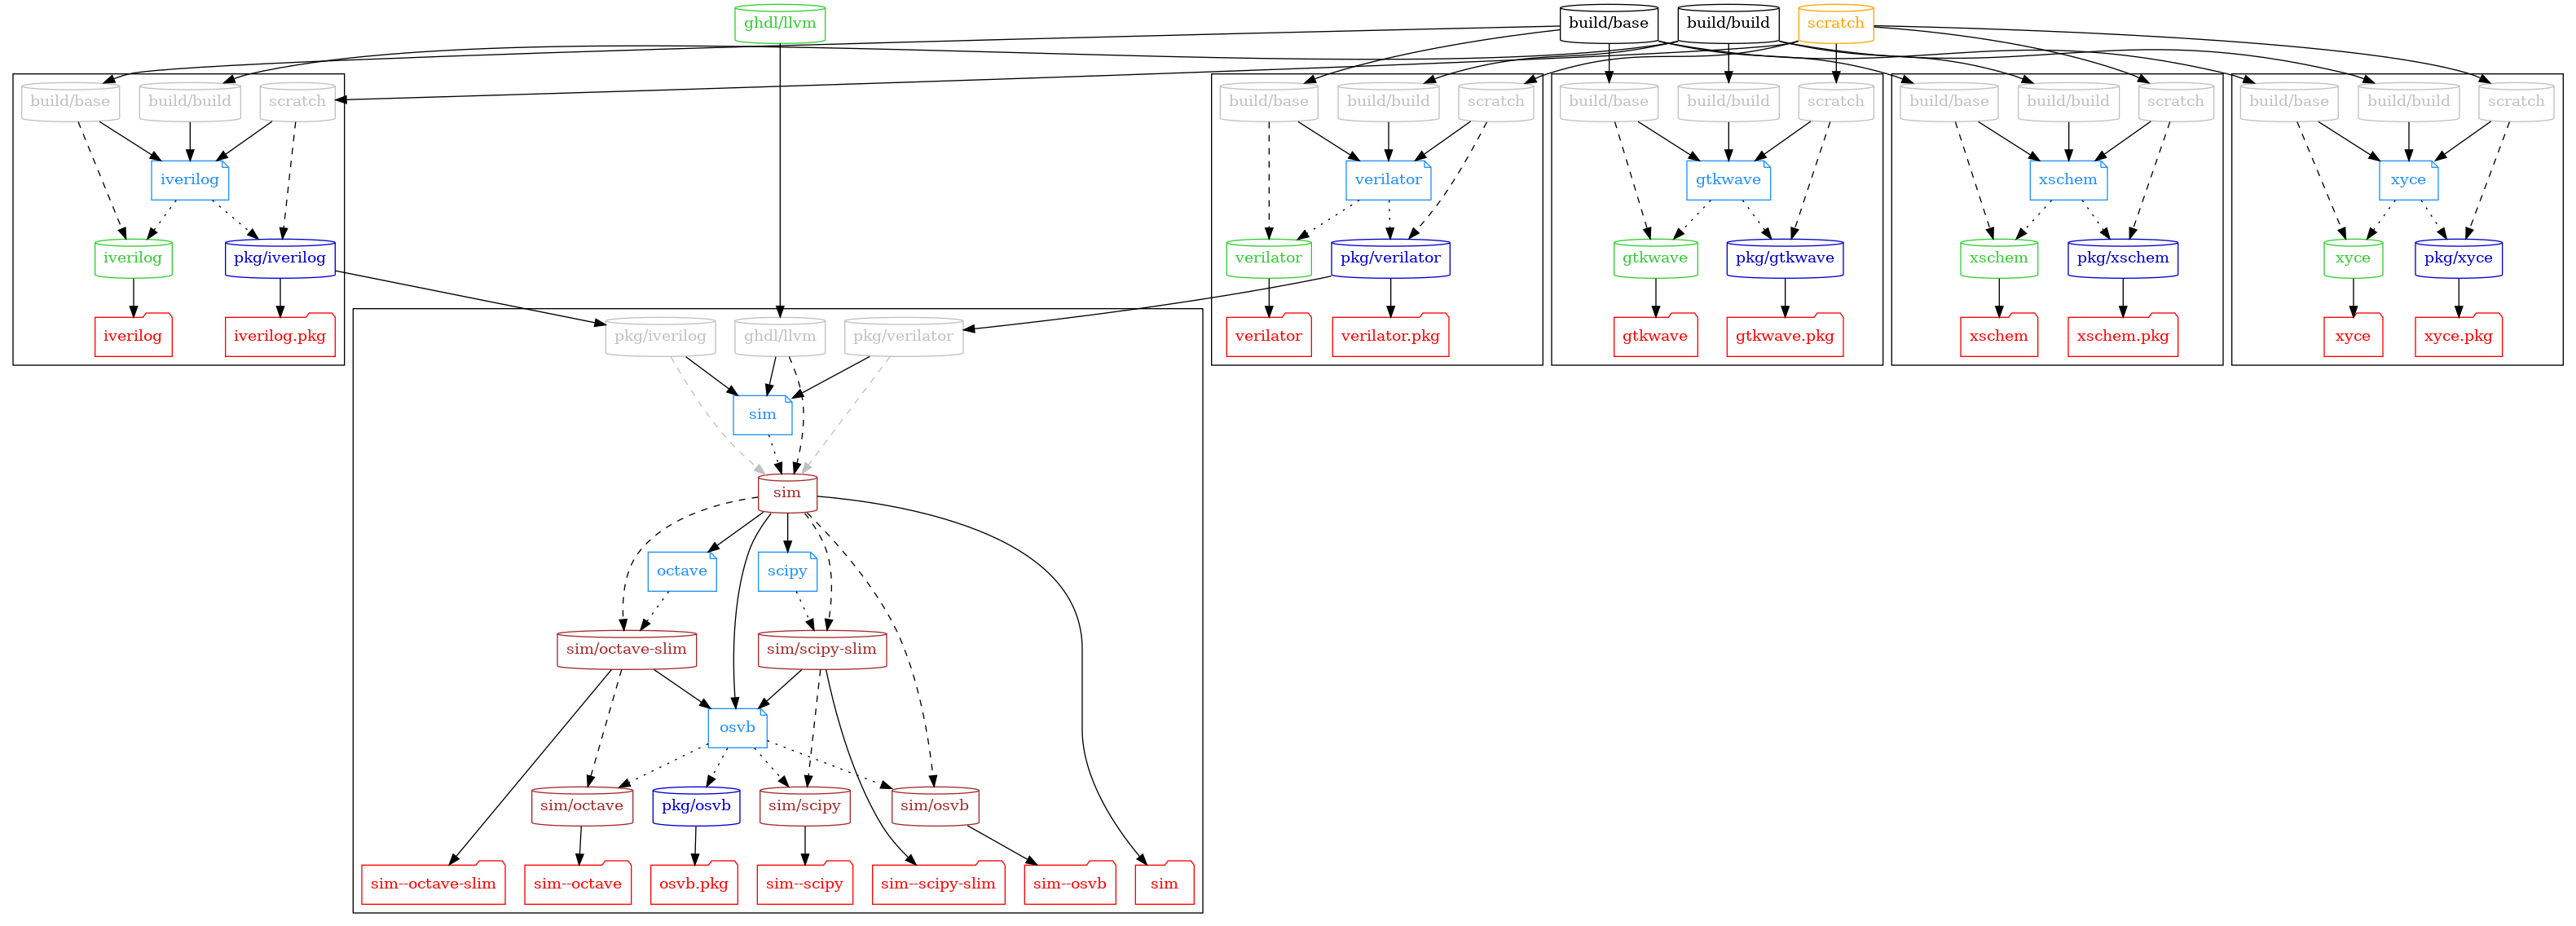 ghdl/llvm
build/base
build/build
scratch
build/base
build/build
scratch
iverilog
iverilog
pkg/iverilog
iverilog
iverilog.pkg
build/base
build/build
scratch
verilator
verilator
pkg/verilator
verilator
verilator.pkg
build/base
build/build
scratch
gtkwave
gtkwave
pkg/gtkwave
gtkwave
gtkwave.pkg
build/base
build/build
scratch
xschem
xschem
pkg/xschem
xschem
xschem.pkg
build/base
build/build
scratch
xyce
xyce
pkg/xyce
xyce
xyce.pkg
pkg/iverilog
ghdl/llvm
pkg/verilator
sim
sim
octave
scipy
sim/octave-slim
sim/scipy-slim
osvb
sim/octave
pkg/osvb
sim/scipy
sim/osvb
sim--octave-slim
sim--octave
osvb.pkg
sim--scipy
sim--scipy-slim
sim--osvb
sim